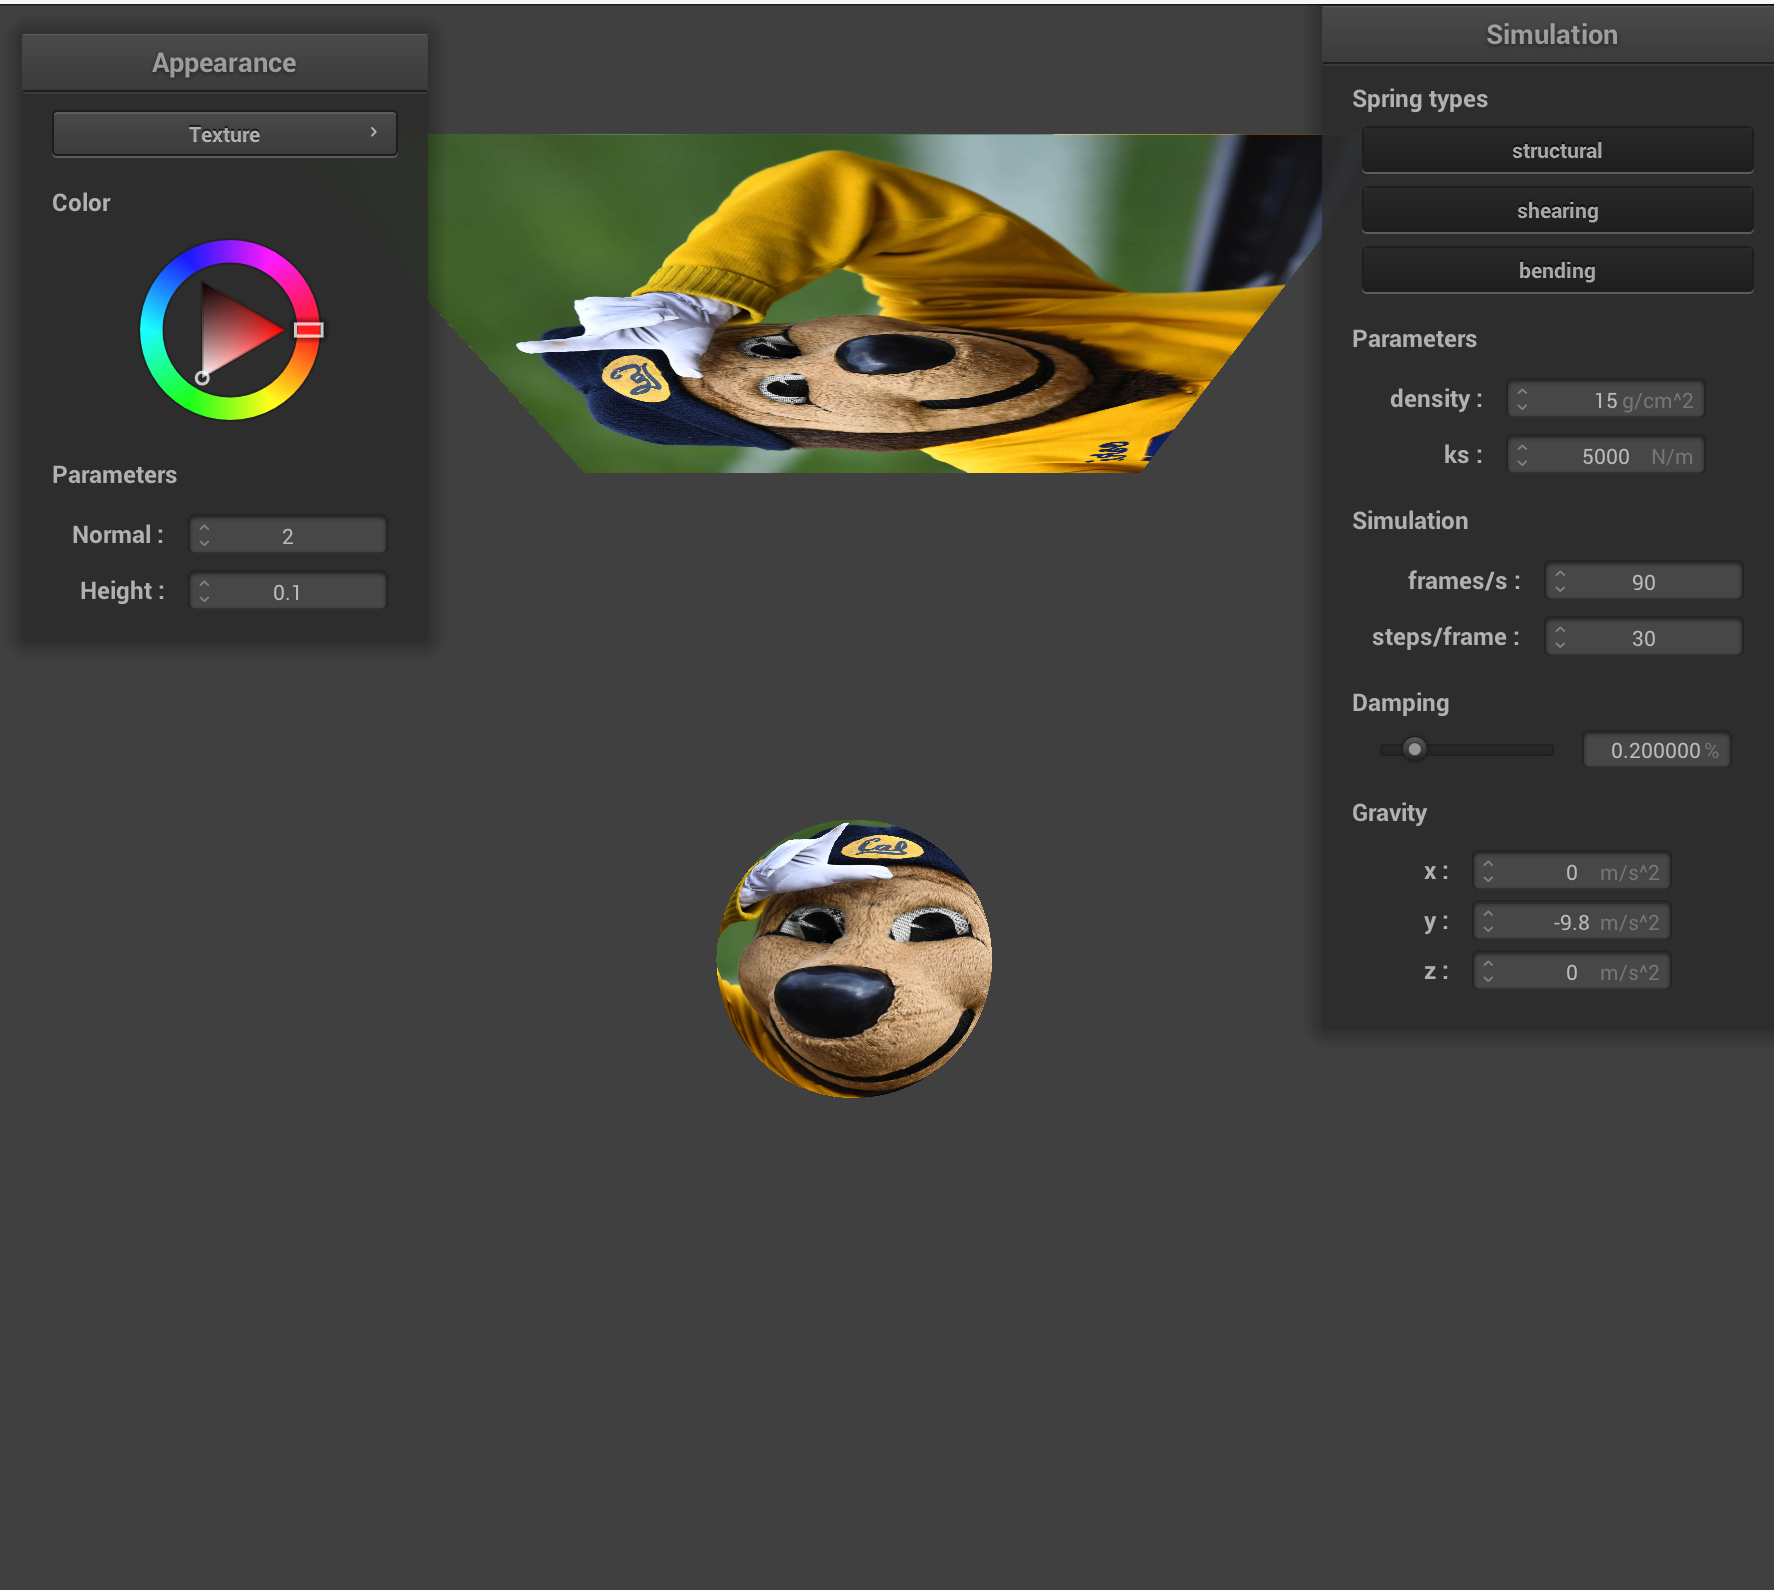 Appearance
Texture
Color
Parameters
Normal :
2
Height :
0.1
Simulation
Spring types
structural
shearing
bending
Parameters
density :
15 g/cm^2
ks :
5000 N/m
Simulation
frames/s :
90
steps/frame :
30
Damping
0.200000 %
Gravity
x :
0 m/s^2
y :
-9.8 m/s^2
z :
0 m/s^2
Cal
Cal